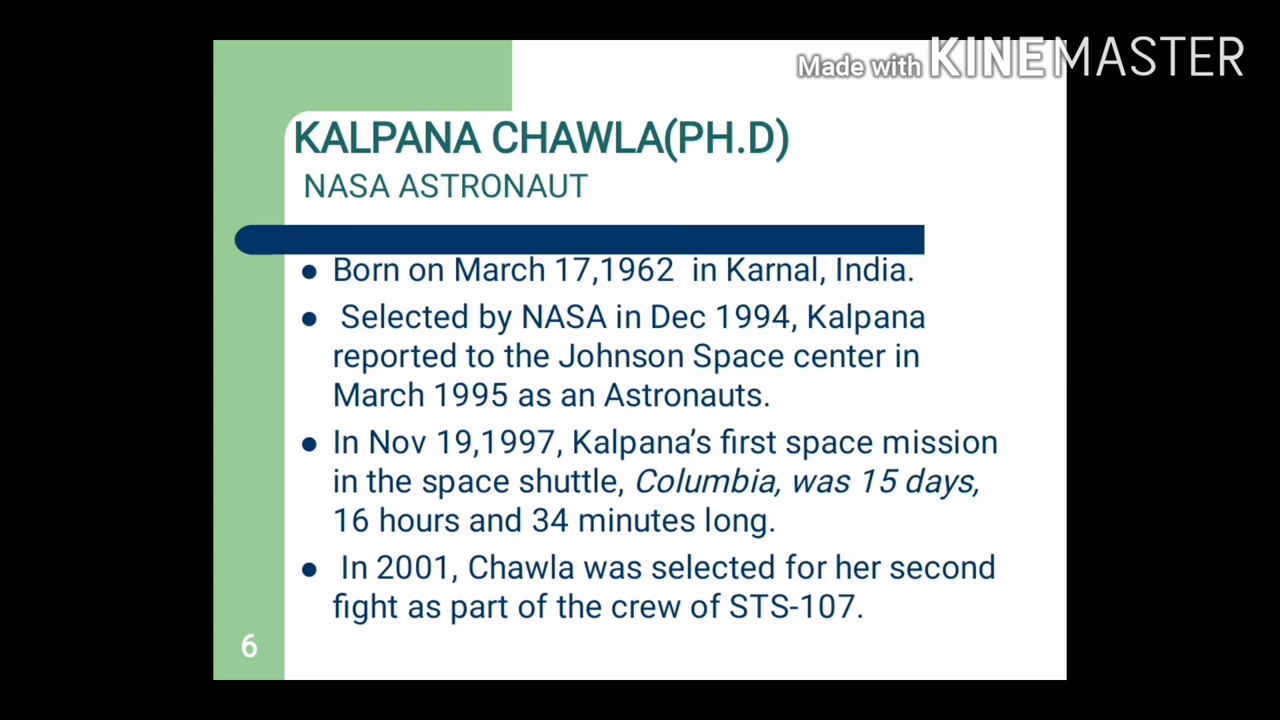 Made with KINEMASTER
KALPANA CHAWLA(PH.D)
NASA ASTRONAUT
● Born on March 17,1962 in Karnal, India.
● Selected by NASA in Dec 1994, Kalpana
reported to the Johnson Space center in
March 1995 as an Astronauts.
● In Nov 19,1997, Kalpana’s first space mission
in the space shuttle, Columbia, was 15 days,
16 hours and 34 minutes long.
● In 2001, Chawla was selected for her second
fight as part of the crew of STS-107.
6